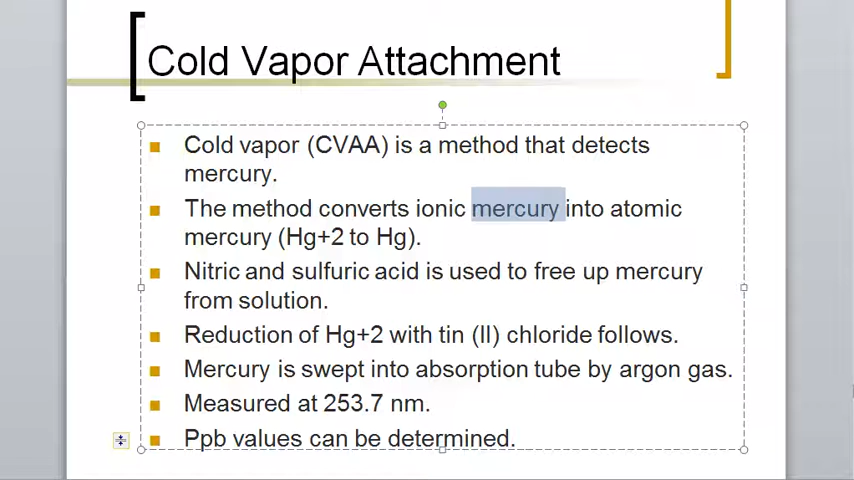 Cold Vapor Attachment
Cold vapor (CVAA) is a method that detects
mercury.
The method converts ionic mercury into atomic
mercury (Hg+2 to Hg).
Nitric and sulfuric acid is used to free up mercury
from solution.
Reduction of Hg+2 with tin (II) chloride follows.
Mercury is swept into absorption tube by argon gas.
Measured at 253.7 nm.
Ppb values can be determined.